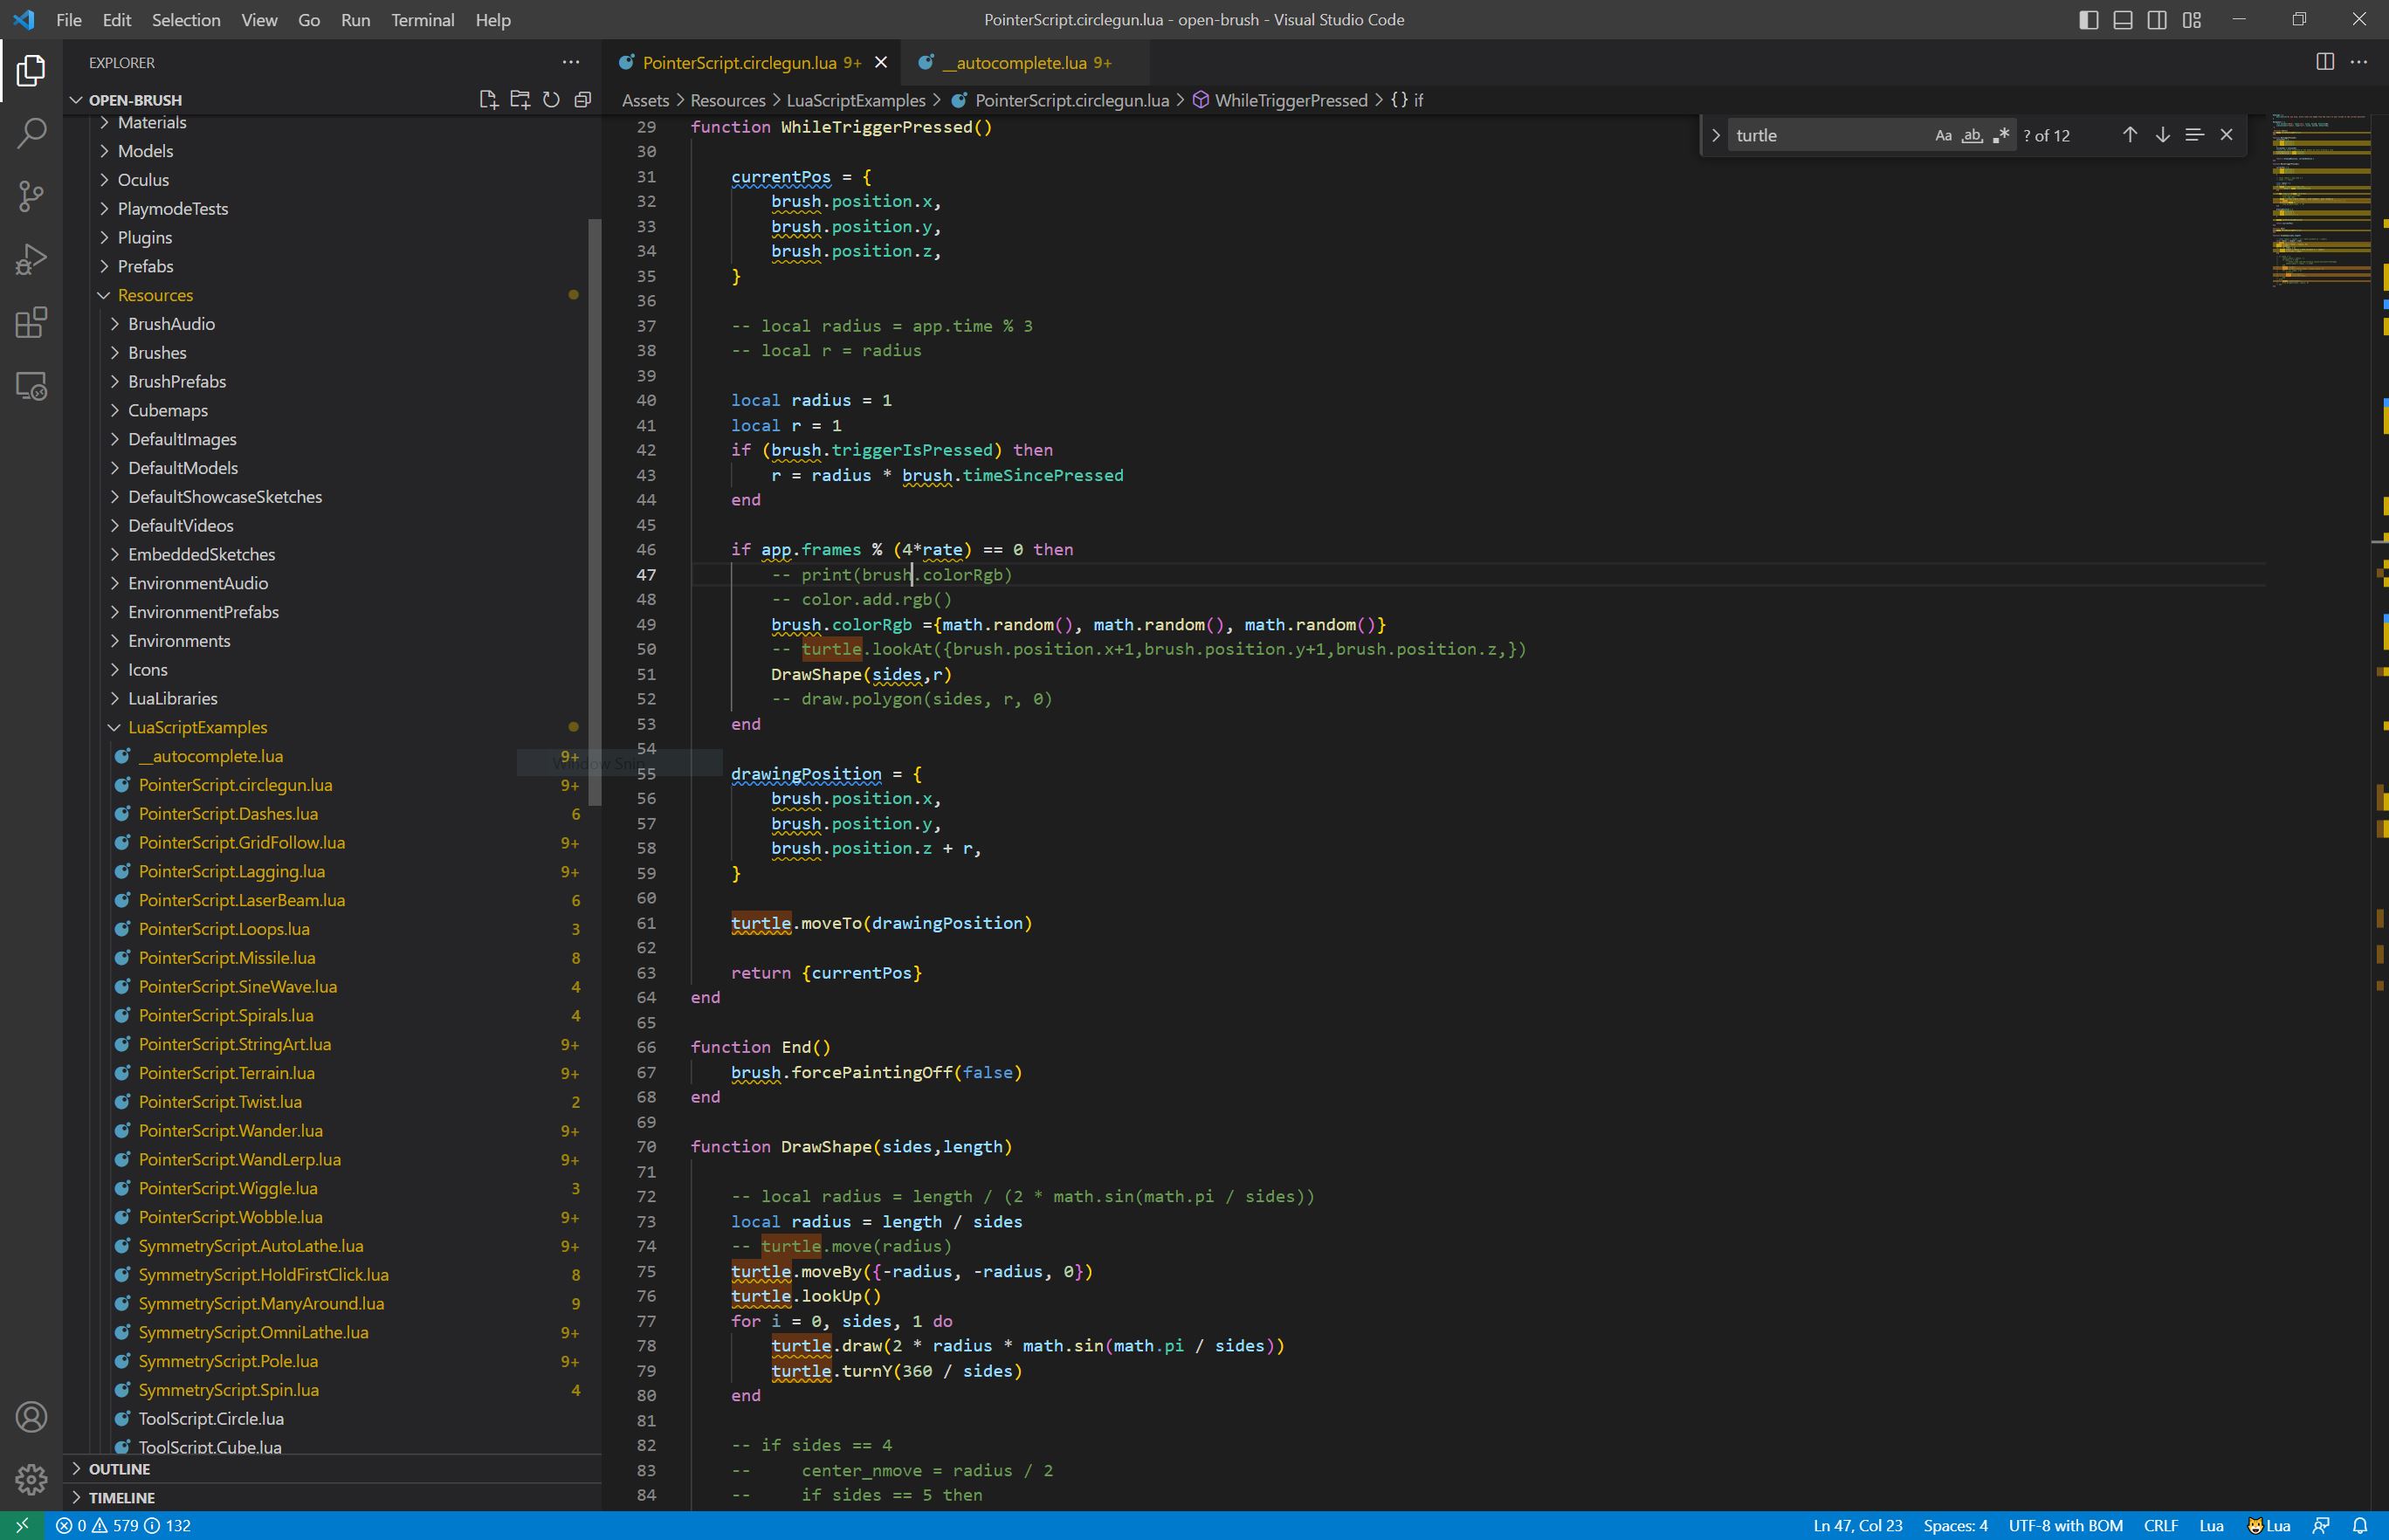 File Edit Selection View Go Run Terminal Help
PointerScript.circlegun.lua - open-brush - Visual Studio Code
EXPLORER
OPEN-BRUSH
Materials
Models
Oculus
PlaymodeTests
Plugins
Prefabs
Resources
BrushAudio
Brushes
BrushPrefabs
Cubemaps
DefaultImages
DefaultModels
DefaultShowcaseSketches
DefaultVideos
EmbeddedSketches
EnvironmentAudio
EnvironmentPrefabs
Environments
Icons
LuaLibraries
LuaScriptExamples
__autocomplete.lua 9+
PointerScript.circlegun.lua 9+
PointerScript.Dashes.lua 6
PointerScript.GridFollow.lua 9+
PointerScript.Lagging.lua 9+
PointerScript.LaserBeam.lua 6
PointerScript.Loops.lua 3
PointerScript.Missile.lua 8
PointerScript.SineWave.lua 4
PointerScript.Spirals.lua 4
PointerScript.StringArt.lua 9+
PointerScript.Terrain.lua 9+
PointerScript.Twist.lua 2
PointerScript.Wander.lua 9+
PointerScript.WandLerp.lua 9+
PointerScript.Wiggle.lua 3
PointerScript.Wobble.lua 9+
SymmetryScript.AutoLathe.lua 9+
SymmetryScript.HoldFirstClick.lua 8
SymmetryScript.ManyAround.lua 9
SymmetryScript.OmniLathe.lua 9+
SymmetryScript.Pole.lua 9+
SymmetryScript.Spin.lua 4
ToolScript.Circle.lua
ToolScript.Cube.lua
OUTLINE
TIMELINE
Window Snip
PointerScript.circlegun.lua 9+
__autocomplete.lua 9+
Assets > Resources > LuaScriptExamples > PointerScript.circlegun.lua > WhileTriggerPressed > {} if
turtle Aa ab ? of 12
29 function WhileTriggerPressed()
30
31 currentPos = {
32 brush.position.x,
33 brush.position.y,
34 brush.position.z,
35 }
36
37 -- local radius = app.time % 3
38 -- local r = radius
39
40 local radius = 1
41 local r = 1
42 if (brush.triggerIsPressed) then
43 r = radius * brush.timeSincePressed
44 end
45
46 if app.frames % (4*rate) == 0 then
47 -- print(brush.colorRgb)
48 -- color.add.rgb()
49 brush.colorRgb ={math.random(), math.random(), math.random()}
50 -- turtle.lookAt({brush.position.x+1,brush.position.y+1,brush.position.z,})
51 DrawShape(sides,r)
52 -- draw.polygon(sides, r, 0)
53 end
54
55 drawingPosition = {
56 brush.position.x,
57 brush.position.y,
58 brush.position.z + r,
59 }
60
61 turtle.moveTo(drawingPosition)
62
63 return {currentPos}
64 end
65
66 function End()
67 brush.forcePaintingOff(false)
68 end
69
70 function DrawShape(sides,length)
71
72 -- local radius = length / (2 * math.sin(math.pi / sides))
73 local radius = length / sides
74 -- turtle.move(radius)
75 turtle.moveBy({-radius, -radius, 0})
76 turtle.lookUp()
77 for i = 0, sides, 1 do
78 turtle.draw(2 * radius * math.sin(math.pi / sides))
79 turtle.turnY(360 / sides)
80 end
81
82 -- if sides == 4
83 -- center_nmove = radius / 2
84 -- if sides == 5 then
0 579 132
Ln 47, Col 23 Spaces: 4 UTF-8 with BOM CRLF Lua Lua